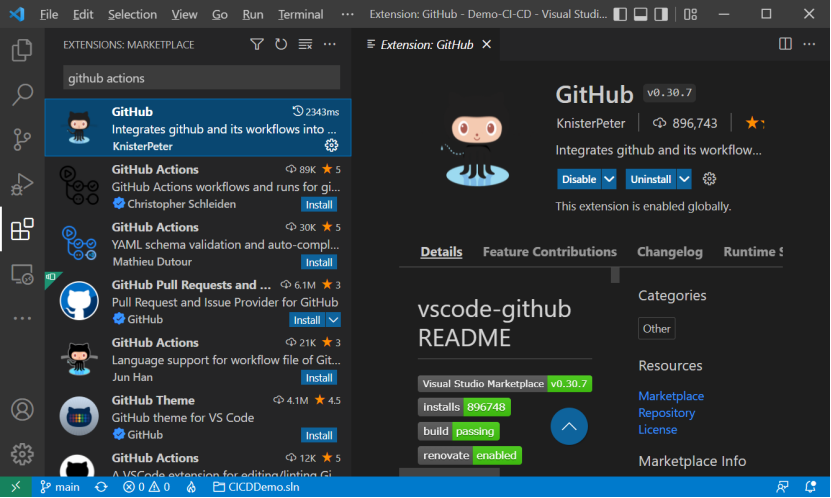 File Edit Selection View Go Run Terminal ··· Extension: GitHub - Demo-CI-CD - Visual Studi...
EXTENSIONS: MARKETPLACE
github actions
GitHub 2343ms
Integrates github and its workflows into ...
KnisterPeter
GitHub Actions 89K ★ 5
GitHub Actions workflows and runs for gi...
Christopher Schleiden Install
GitHub Actions 30K ★ 5
YAML schema validation and auto-compl...
Mathieu Dutour Install
GitHub Pull Requests and ... 6.1M ★ 3
Pull Request and Issue Provider for GitHub
GitHub Install
GitHub Actions 21K ★ 3
Language support for workflow file of Git...
Jun Han Install
GitHub Theme 4.1M ★ 4.5
GitHub theme for VS Code
GitHub Install
GitHub Actions 12K ★ 5
A VSCode extension for editing/linting Gi...
Extension: GitHub
GitHub v0.30.7
KnisterPeter 896,743
Integrates github and its workflow...
Disable Uninstall
This extension is enabled globally.
Details Feature Contributions Changelog Runtime S
vscode-github
README
Visual Studio Marketplace v0.30.7
installs 896748
build passing
renovate enabled
Categories
Other
Resources
Marketplace
Repository
License
Marketplace Info
main 0 0 CICDDemo.sln